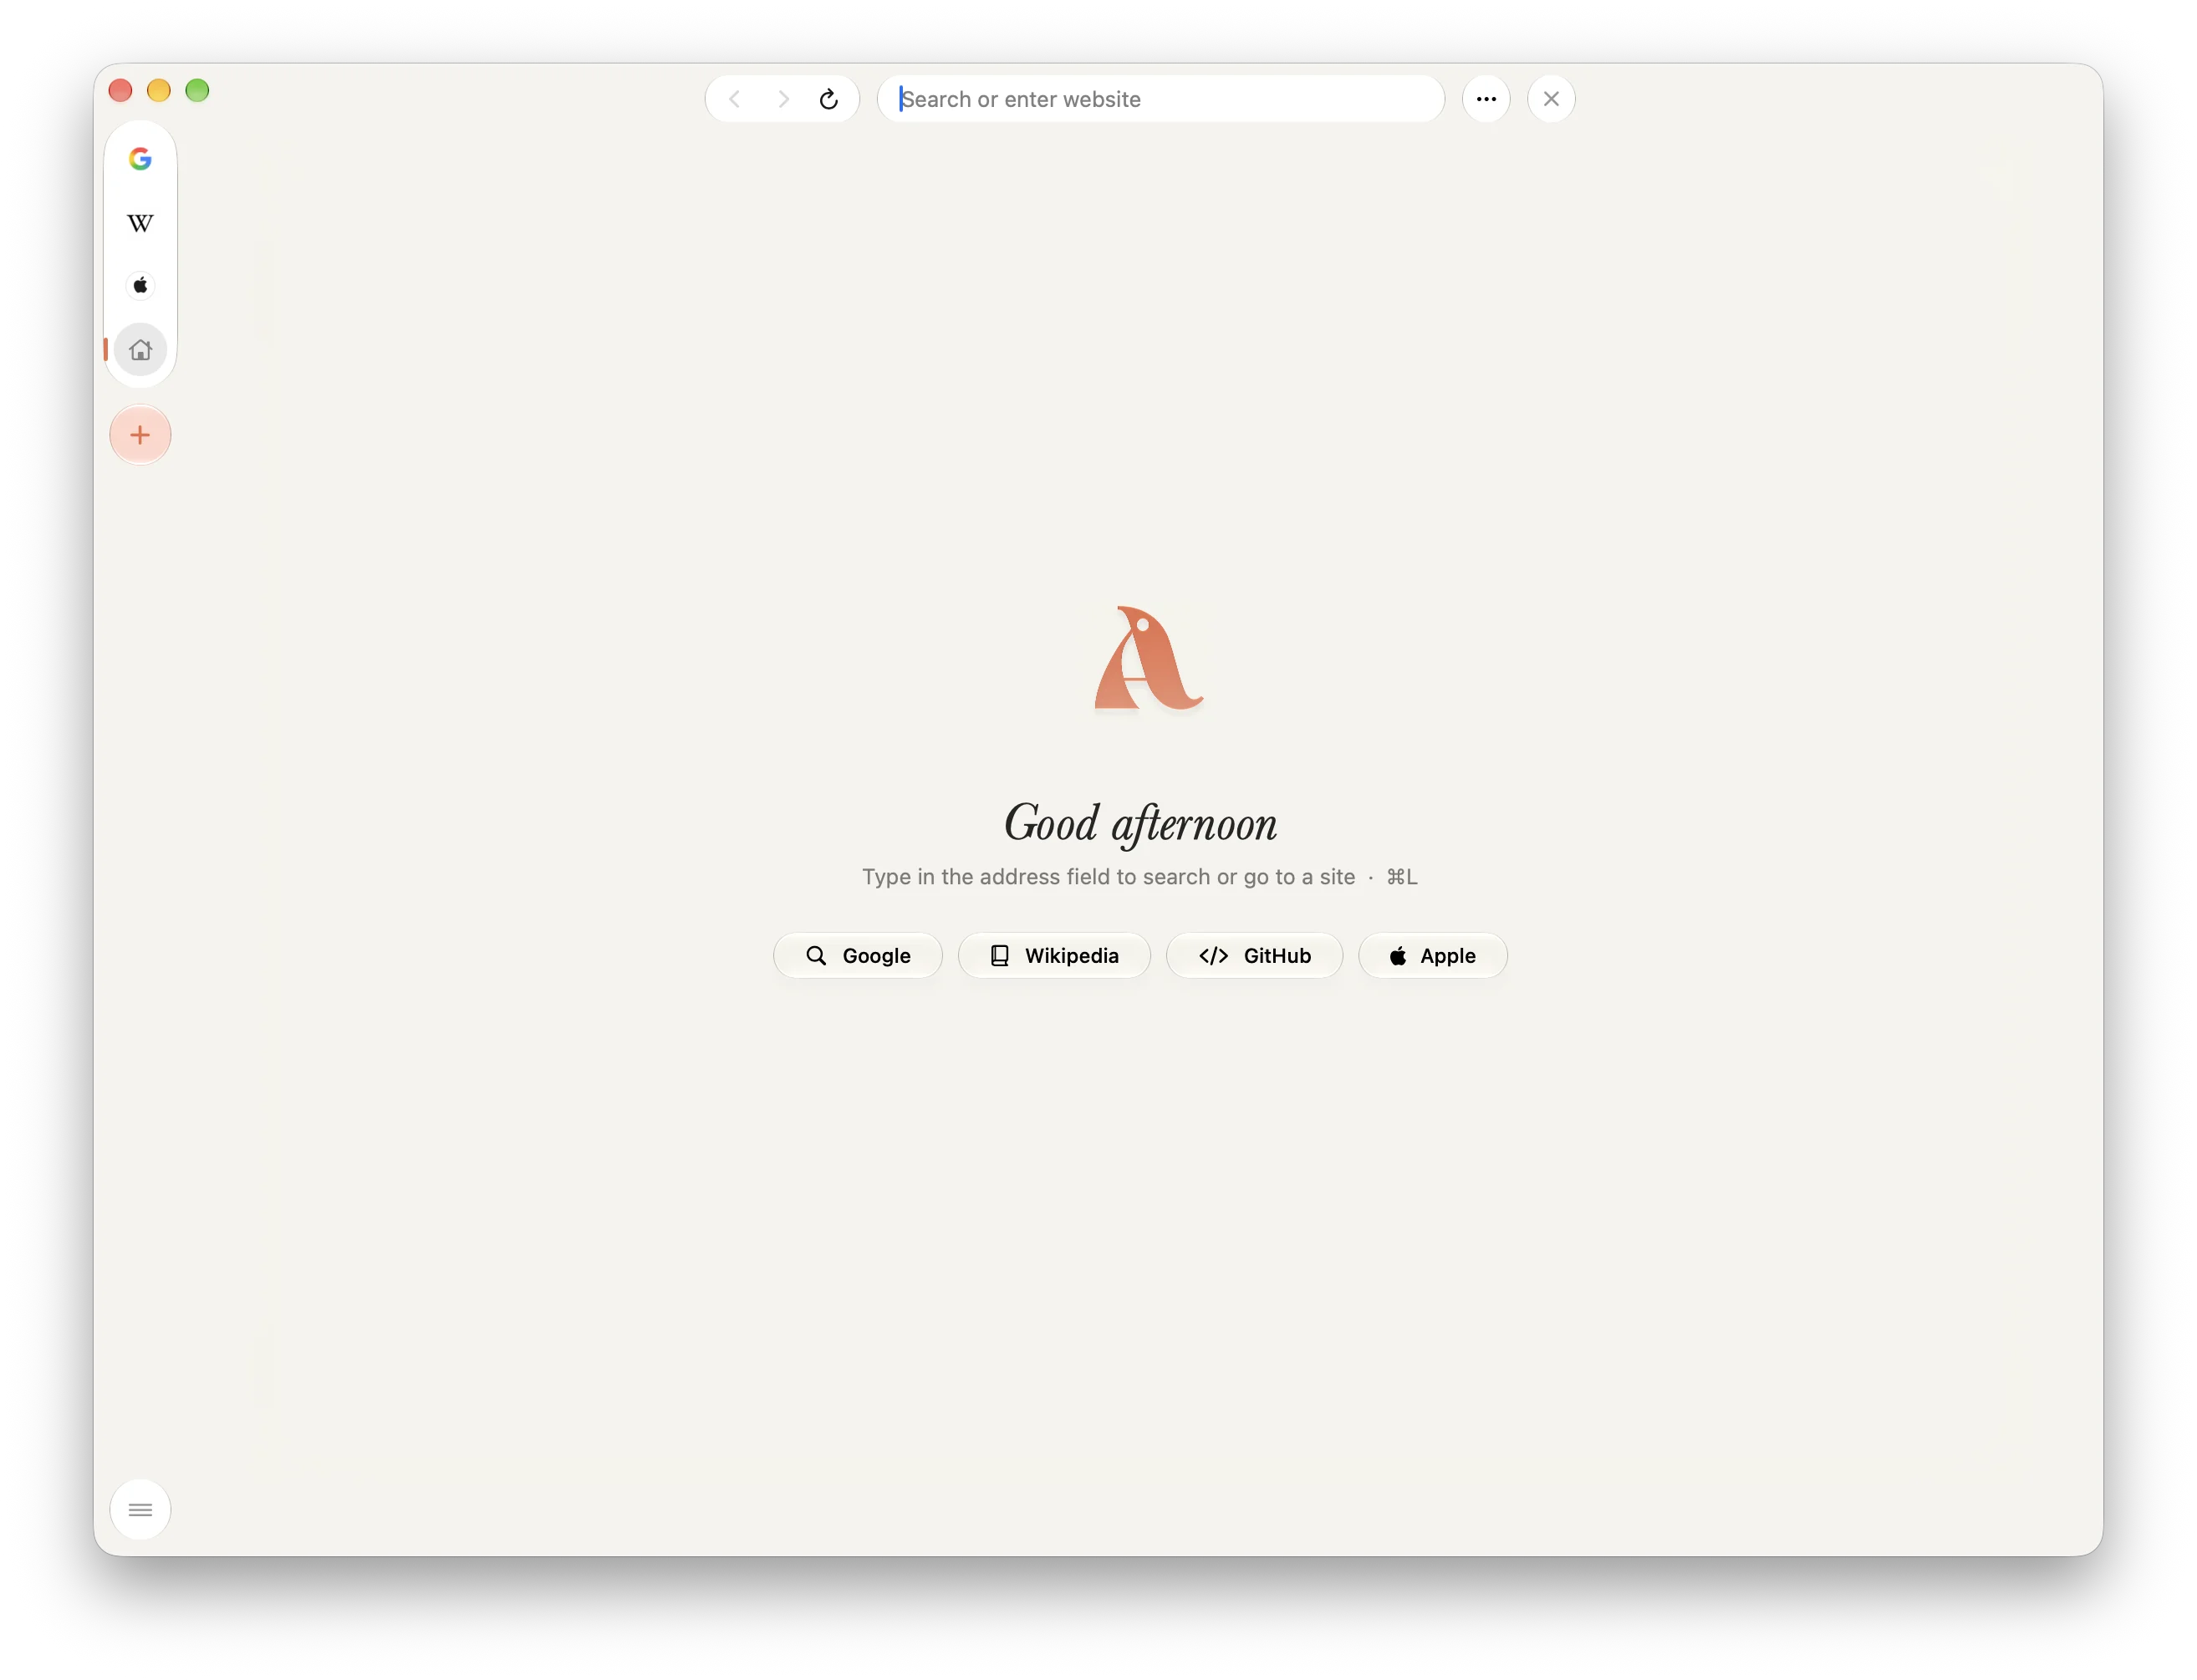 Search or enter website
G
W
A
Good afternoon
Type in the address field to search or go to a site · ⌘L
Google
Wikipedia
</> GitHub
Apple